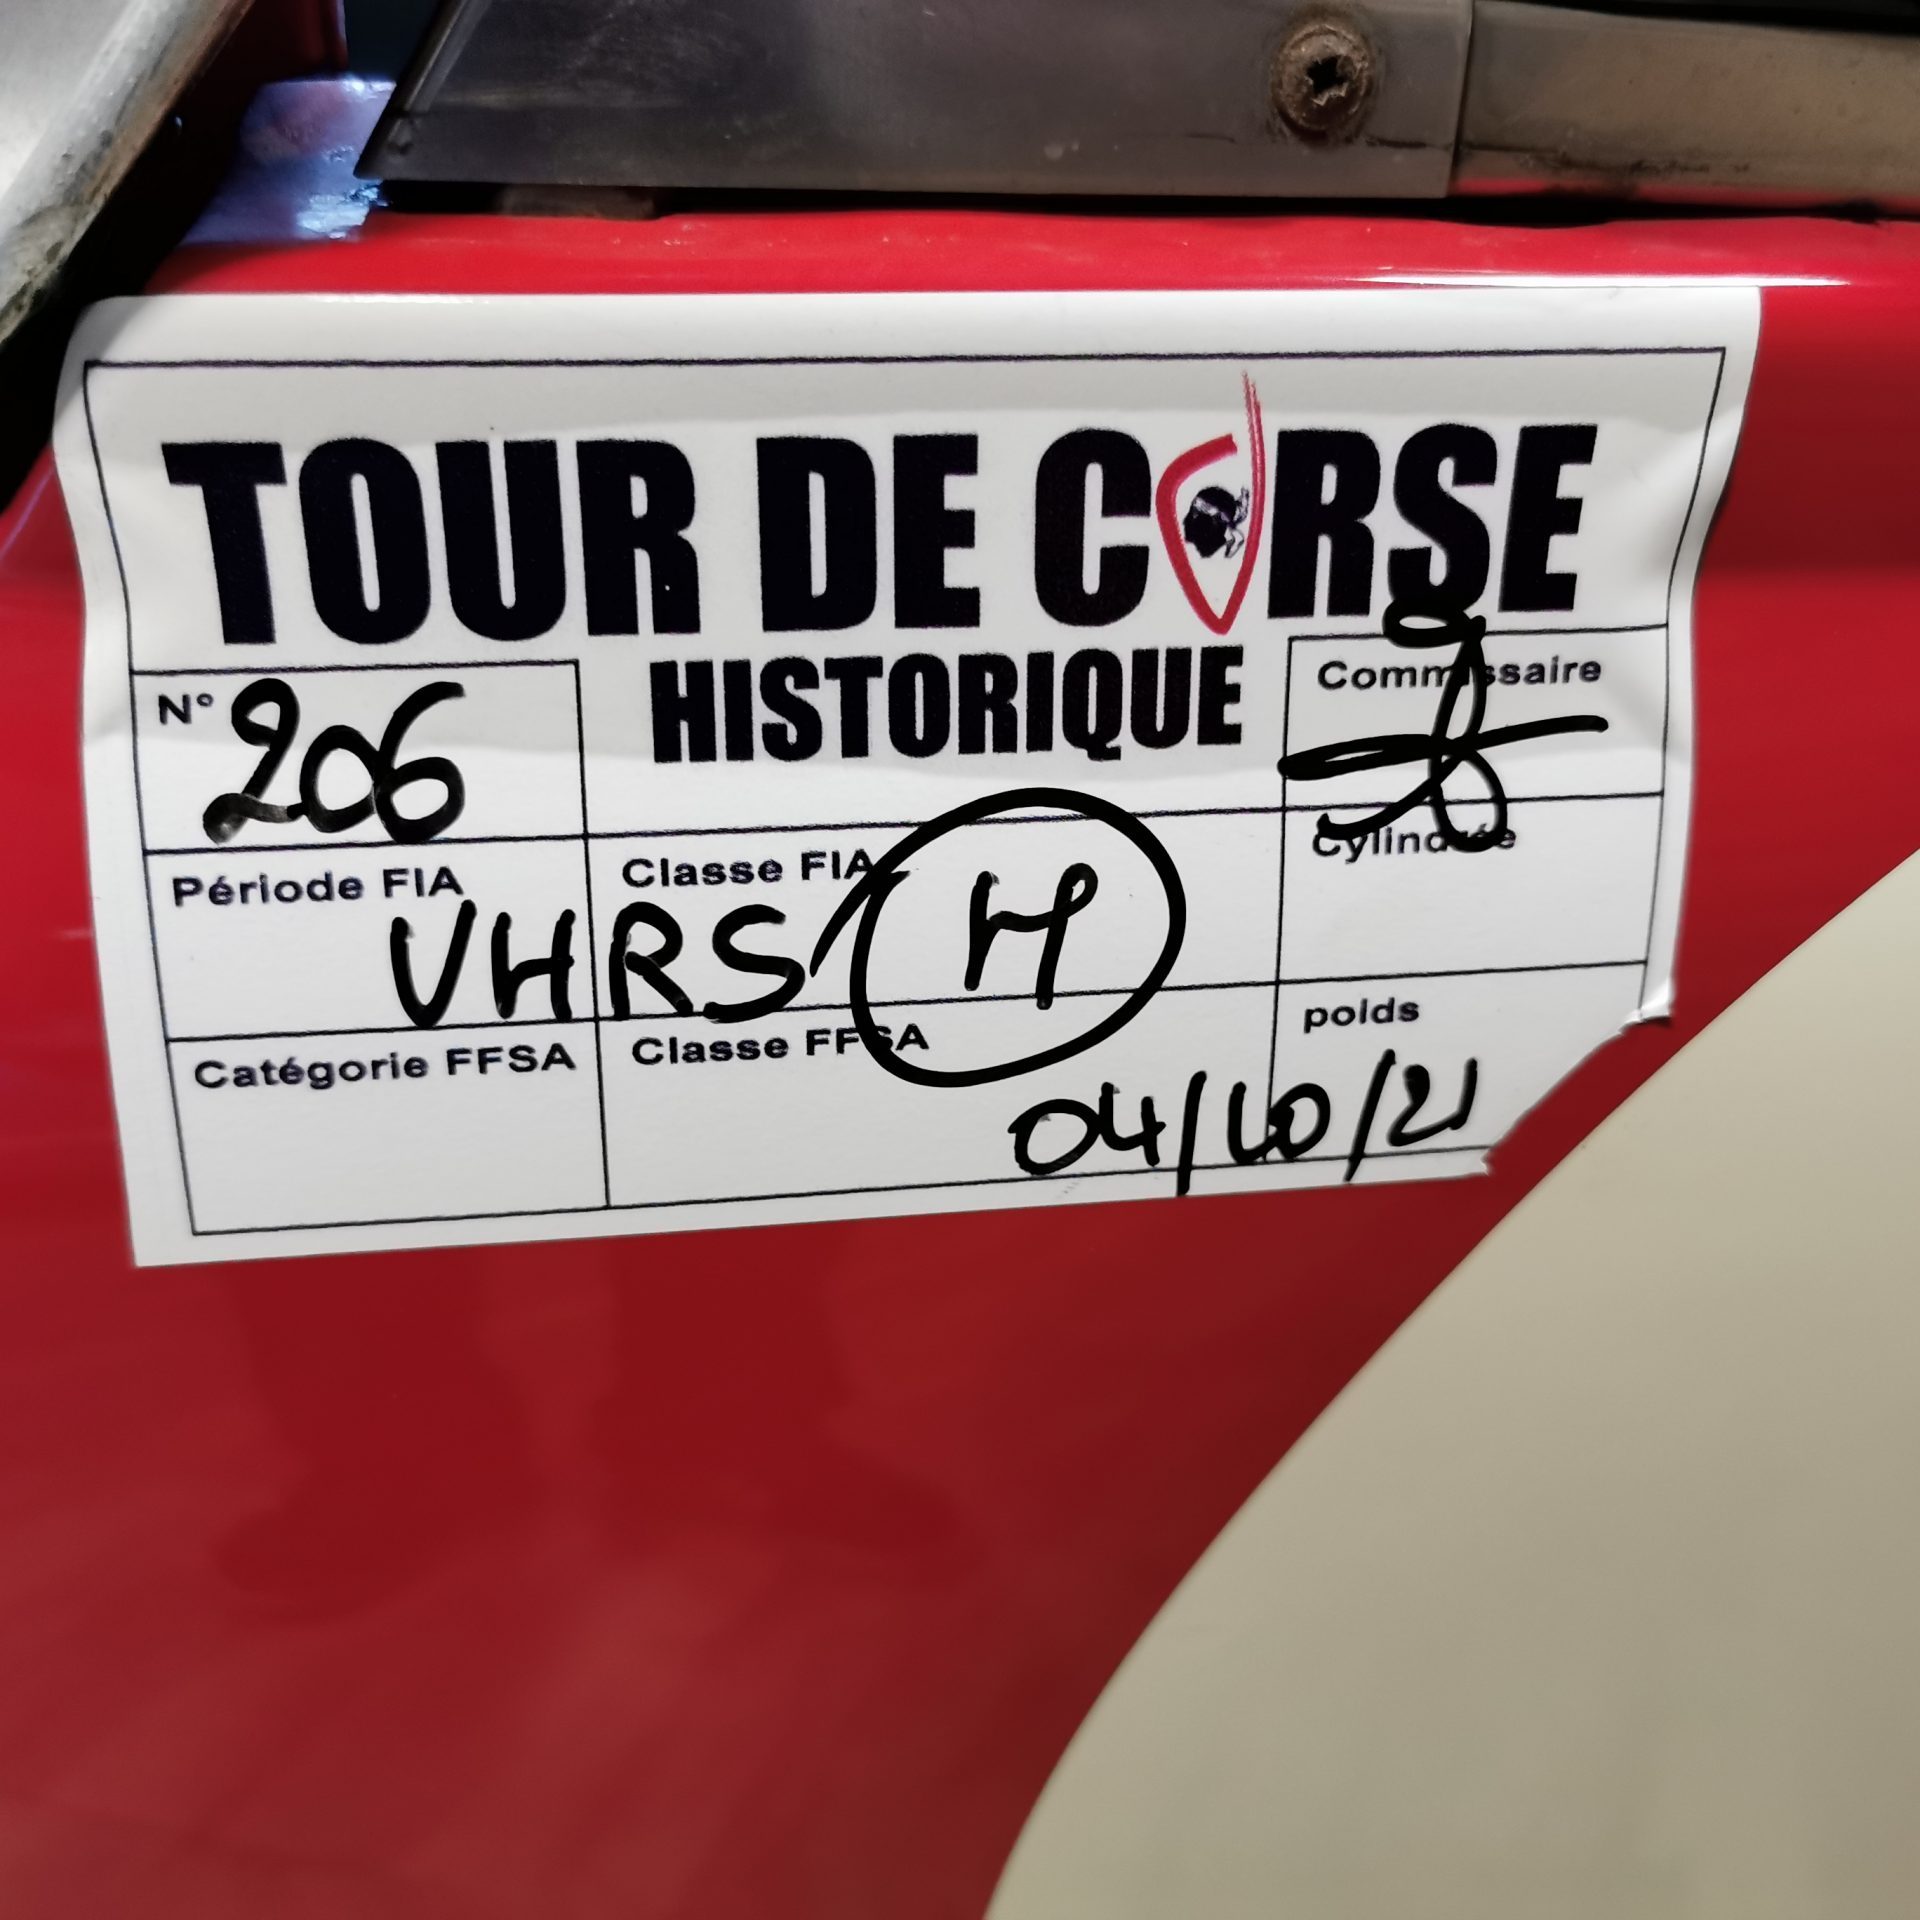 TOUR DE CORSE
HISTORIQUE
N° 206
Commissaire
Période FIA
Classe FIA
Cylindrée
VHRS H
Catégorie FFSA
Classe FFSA
poids
04/10/21